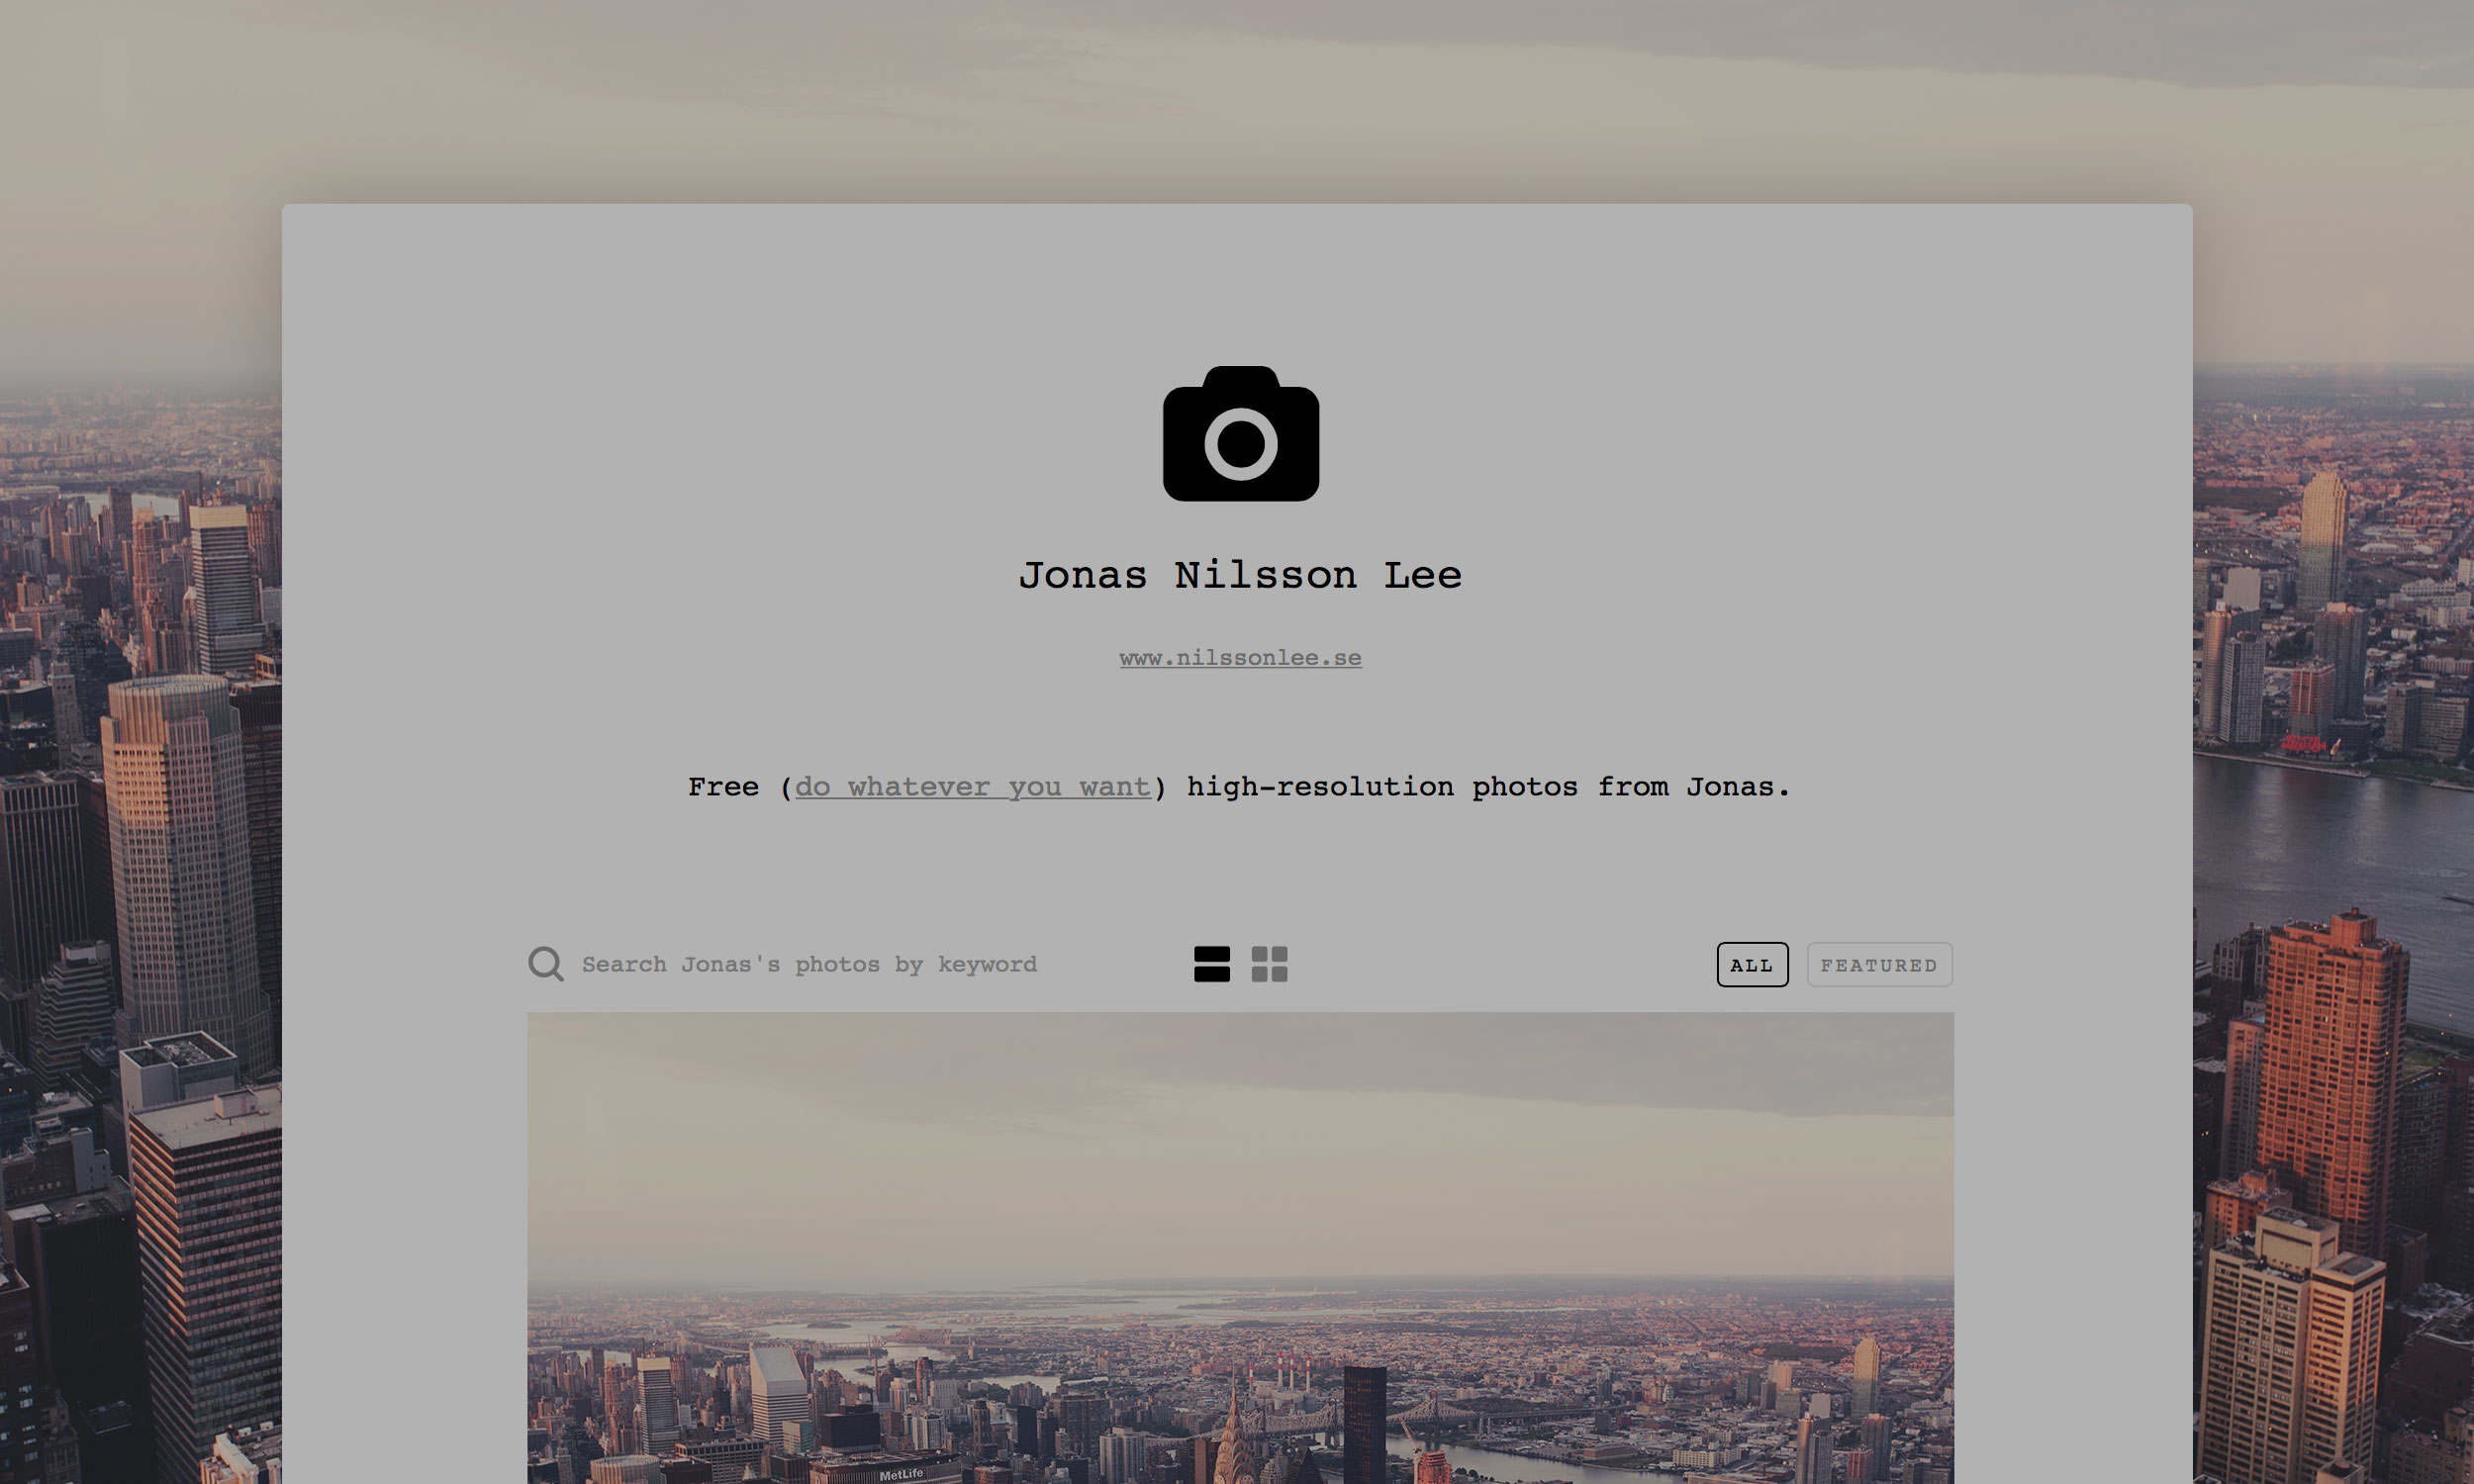 Jonas Nilsson Lee
www.nilssonlee.se
Free (do whatever you want) high-resolution photos from Jonas.
Search Jonas's photos by keyword
ALL
FEATURED
MetLife